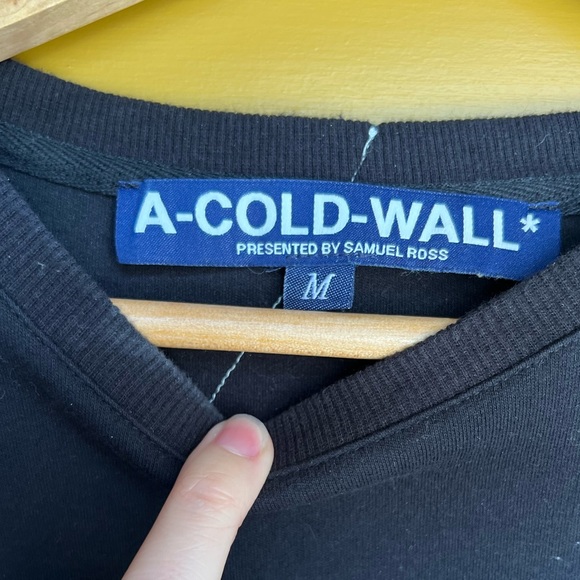 A-COLD-WALL*
PRESENTED BY SAMUEL ROSS
M